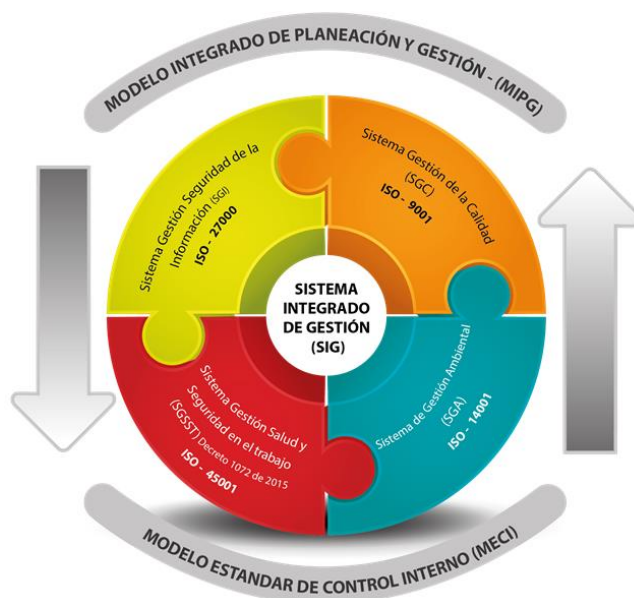 MODELO INTEGRADO DE PLANEACIÓN Y GESTIÓN - (MIPG)
Sistema Gestión Seguridad de la
Información (SGI)
ISO - 27000
Sistema Gestión de la Calidad
(SGC)
ISO - 9001
SISTEMA
INTEGRADO
DE GESTIÓN
(SIG)
Sistema Gestión Salud y
Seguridad en el trabajo
(SGSST) Decreto 1072 de 2015
ISO - 45001
Sistema de Gestión Ambiental
(SGA)
ISO - 14001
MODELO ESTANDAR DE CONTROL INTERNO (MECI)